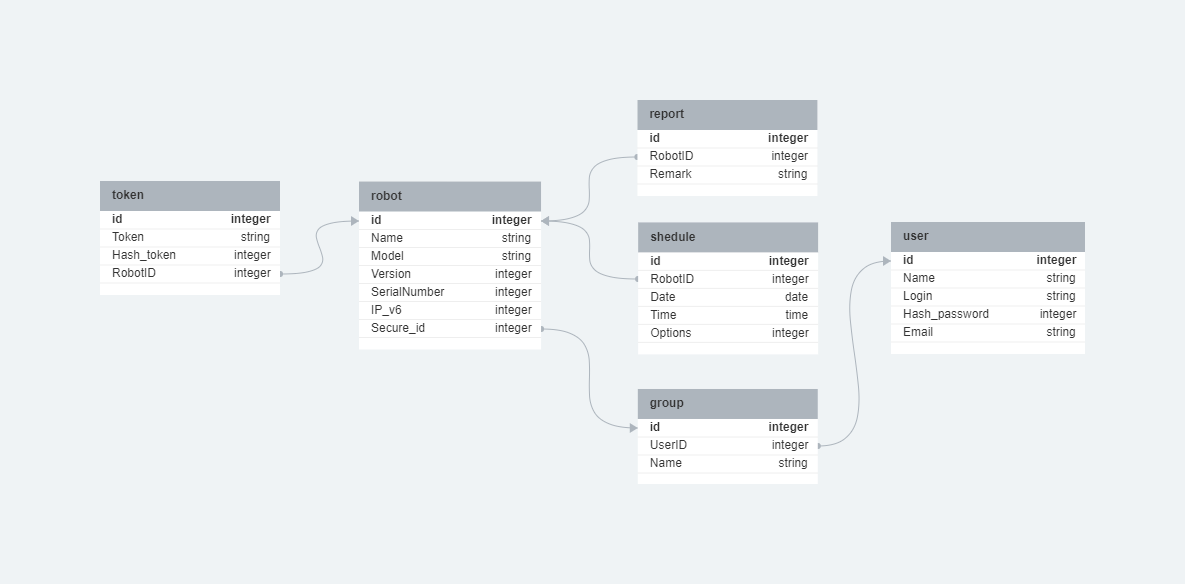 token
id integer
Token string
Hash_token integer
RobotID integer
robot
id integer
Name string
Model string
Version integer
SerialNumber integer
IP_v6 integer
Secure_id integer
report
id integer
RobotID integer
Remark string
shedule
id integer
RobotID integer
Date date
Time time
Options integer
group
id integer
UserID integer
Name string
user
id integer
Name string
Login string
Hash_password integer
Email string